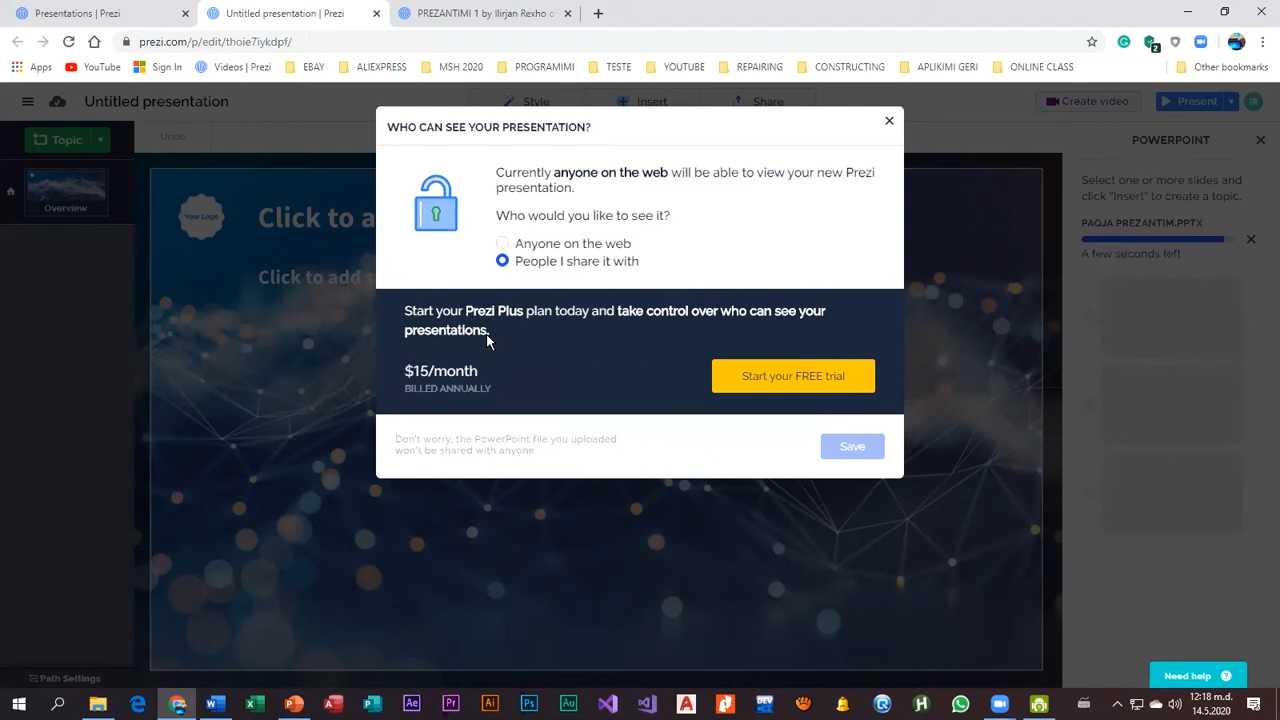 Presentations | Prezi
Untitled presentation | Prezi
PREZANTIMI 1 by Ilirjan Rexho o
prezi.com/p/edit/thoie7iykdpf/
2
Apps
YouTube
Sign In
Videos | Prezi
EBAY
ALIEXPRESS
MSH 2020
PROGRAMIMI
TESTE
YOUTUBE
REPAIRING
CONSTRUCTING
APLIKIMI GERI
ONLINE CLASS
Other bookmarks
Untitled presentation
Style
Insert
Share
Create video
Present
IR
Topic
Undo
Overview
Your Logo
Click to a
Click to add s
WHO CAN SEE YOUR PRESENTATION?
Currently anyone on the web will be able to view your new Prezi
presentation.
Who would you like to see it?
Anyone on the web
People I share it with
Start your Prezi Plus plan today and take control over who can see your
presentations.
$15/month
BILLED ANNUALLY
Start your FREE trial
Don't worry, the PowerPoint file you uploaded
won't be shared with anyone
Save
POWERPOINT
Select one or more slides and
click "Insert" to create a topic.
PAQJA PREZANTIM.PPTX
A few seconds left
Path Settings
Need help ?
12:18 m.d.
14.5.2020